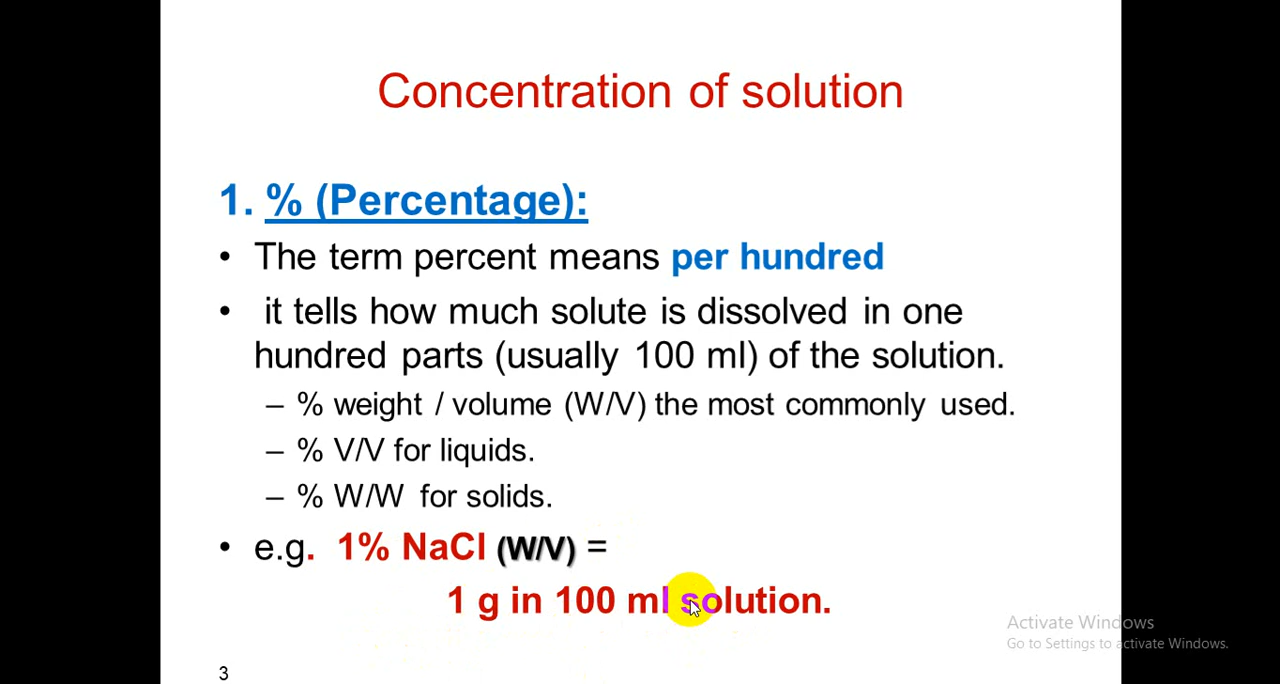 Concentration of solution
1. % (Percentage):
• The term percent means per hundred
• it tells how much solute is dissolved in one
hundred parts (usually 100 ml) of the solution.
– % weight / volume (W/V) the most commonly used.
– % V/V for liquids.
– % W/W for solids.
• e.g. 1% NaCl (W/V) =
1 g in 100 ml solution.
Activate Windows
Go to Settings to activate Windows.
3